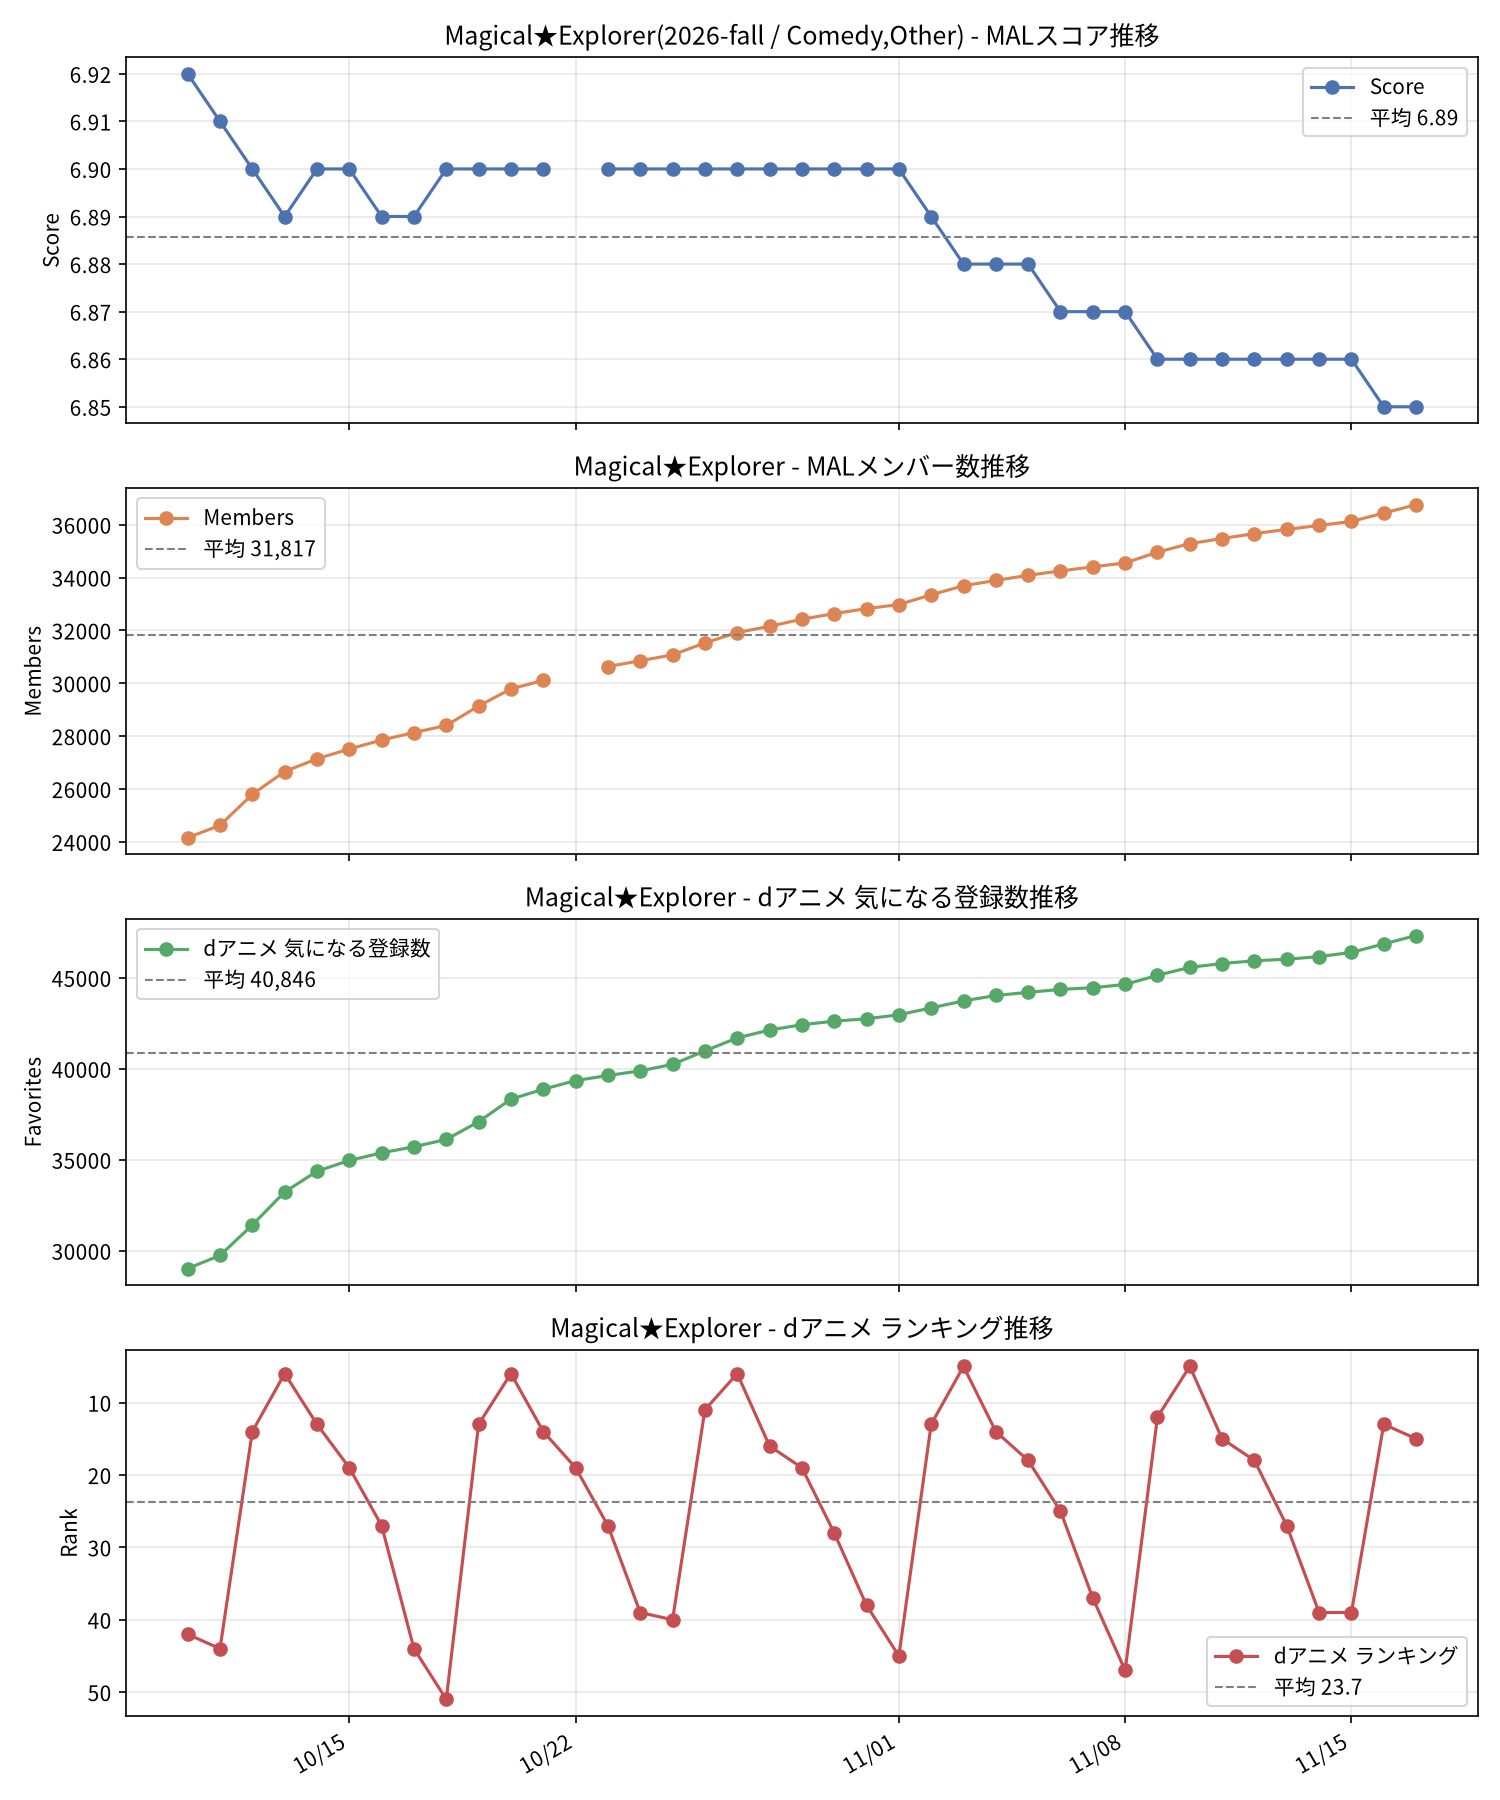 Magical★Explorer(2026-fall / Comedy,Other) - MALスコア推移
Score
6.92
6.91
6.90
6.89
6.88
6.87
6.86
6.85
Score
平均 6.89
Magical★Explorer - MALメンバー数推移
Members
36000
34000
32000
30000
28000
26000
24000
Members
平均 31,817
Magical★Explorer - dアニメ 気になる登録数推移
Favorites
45000
40000
35000
30000
dアニメ 気になる登録数
平均 40,846
Magical★Explorer - dアニメ ランキング推移
Rank
10
20
30
40
50
dアニメ ランキング
平均 23.7
10/15
10/22
11/01
11/08
11/15